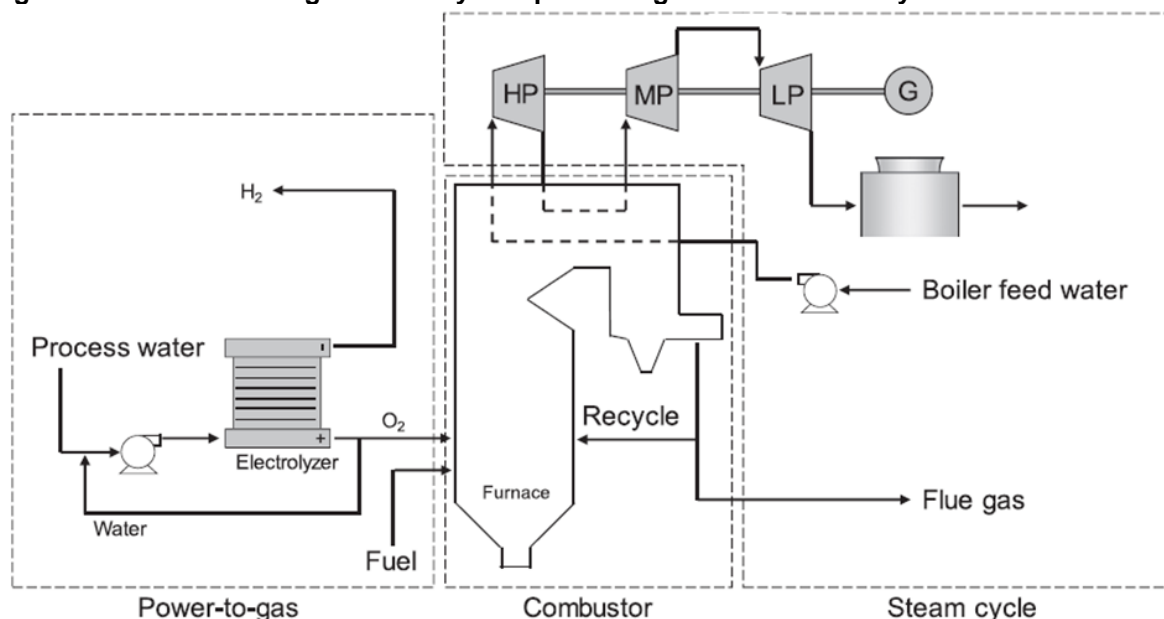 HP
MP
LP
G
H₂
Boiler feed water
Process water
O₂
Recycle
+
Electrolyzer
Furnace
Flue gas
Water
Fuel
Power-to-gas
Combustor
Steam cycle